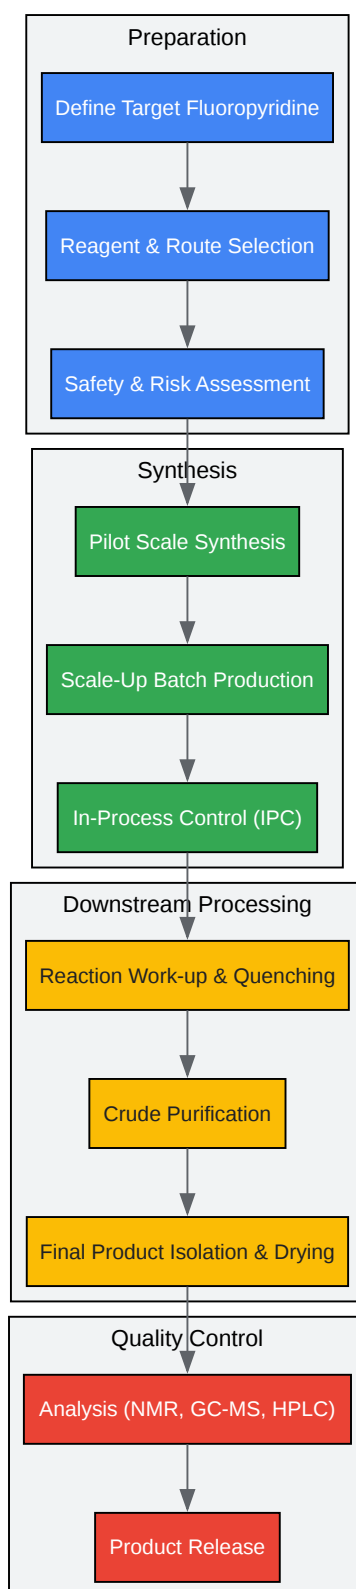 Preparation
Define Target Fluoropyridine
Reagent & Route Selection
Safety & Risk Assessment
Synthesis
Pilot Scale Synthesis
Scale-Up Batch Production
In-Process Control (IPC)
Downstream Processing
Reaction Work-up & Quenching
Crude Purification
Final Product Isolation & Drying
Quality Control
Analysis (NMR, GC-MS, HPLC)
Product Release